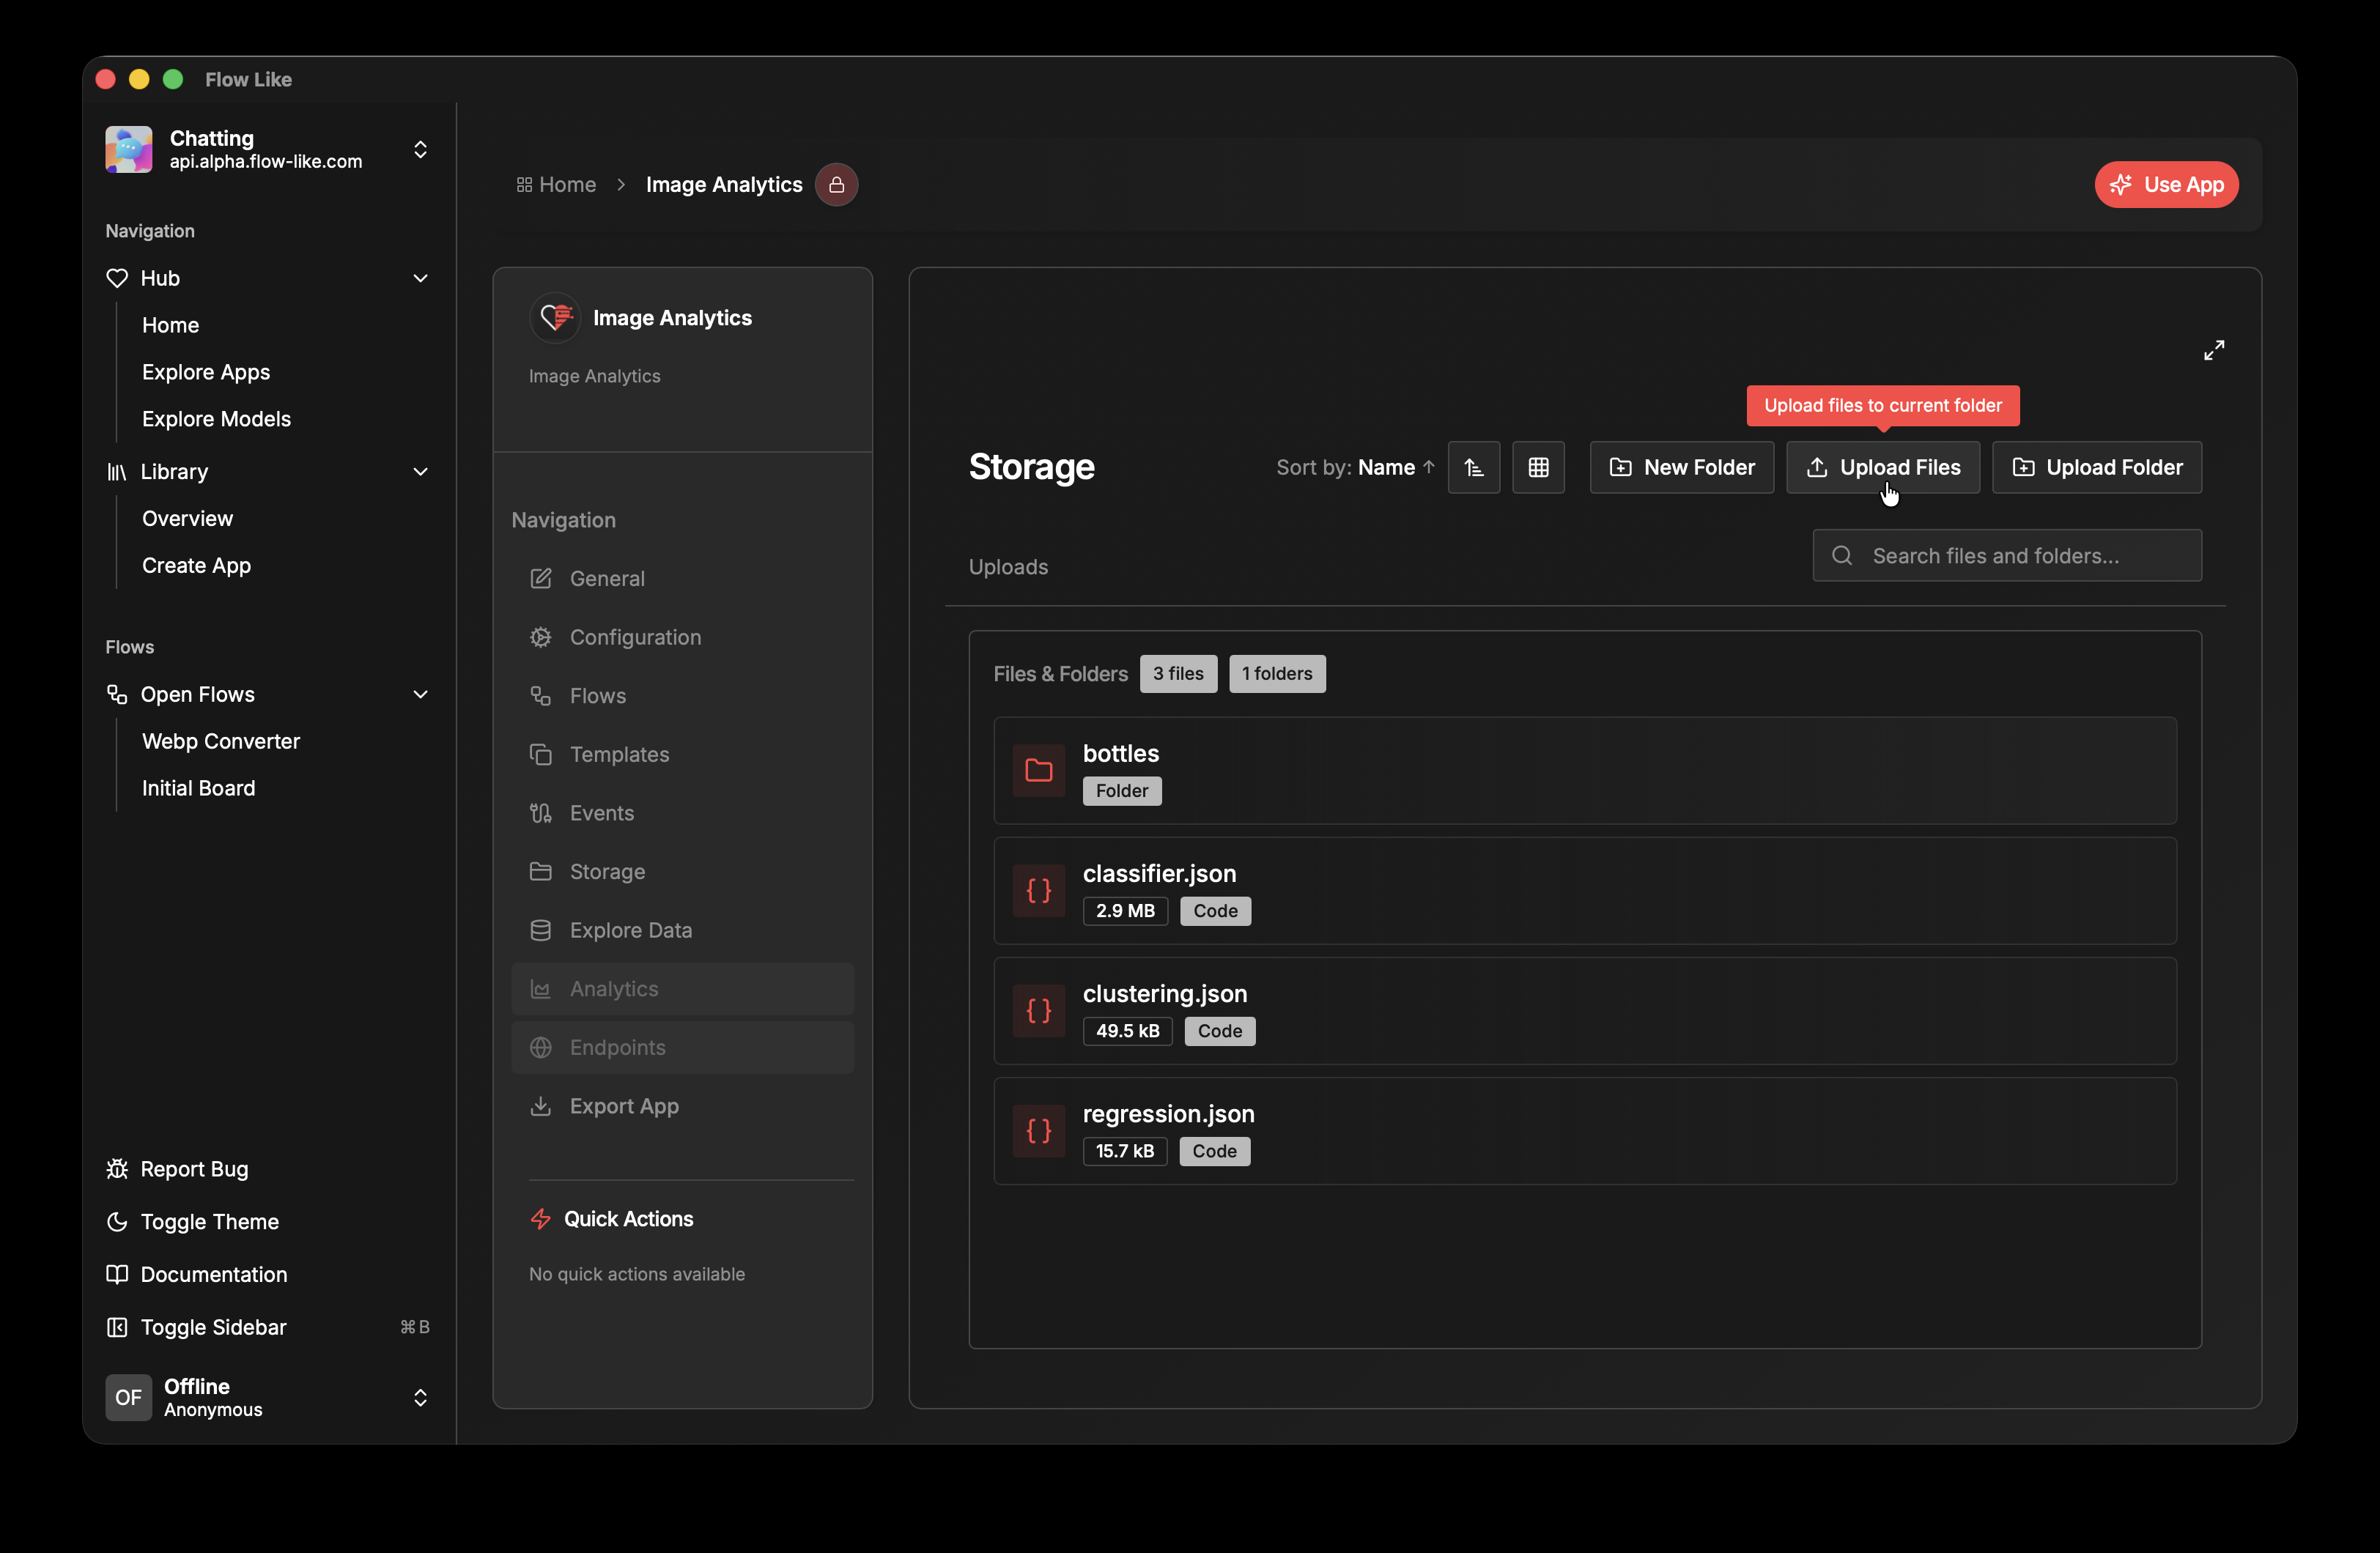 Flow Like
Chatting
api.alpha.flow-like.com
Navigation
Hub
Home
Explore Apps
Explore Models
Library
Overview
Create App
Flows
Open Flows
Webp Converter
Initial Board
Report Bug
Toggle Theme
Documentation
Toggle Sidebar ⌘B
OF
Offline
Anonymous
Home > Image Analytics
Use App
Image Analytics
Image Analytics
Navigation
General
Configuration
Flows
Templates
Events
Storage
Explore Data
Analytics
Endpoints
Export App
Quick Actions
No quick actions available
Upload files to current folder
Storage
Sort by: Name ↑
New Folder
Upload Files
Upload Folder
Uploads
Search files and folders...
Files & Folders 3 files 1 folders
bottles
Folder
classifier.json
2.9 MB Code
clustering.json
49.5 kB Code
regression.json
15.7 kB Code